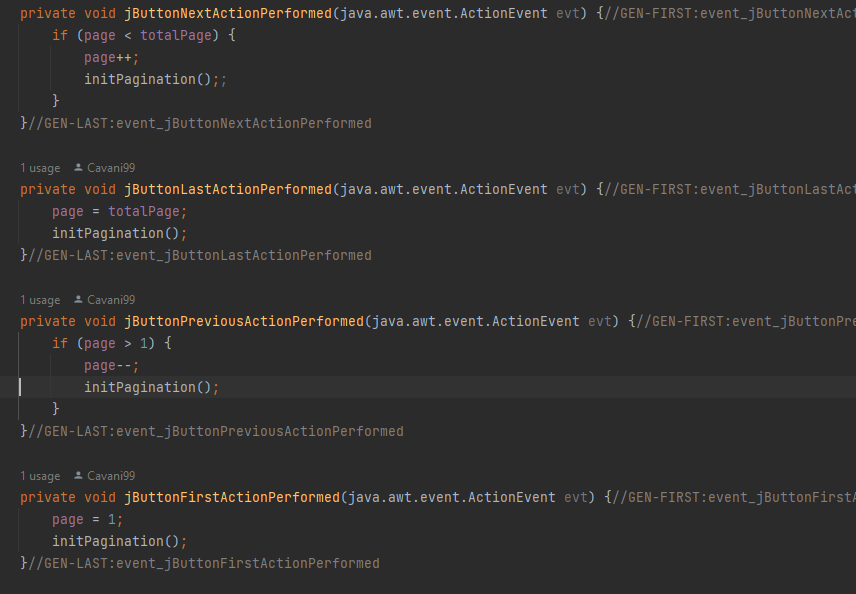 private void jButtonNextActionPerformed(java.awt.event.ActionEvent evt) {//GEN-FIRST:event_jButtonNextAct
if (page < totalPage) {
page++;
initPagination();;
}
}//GEN-LAST:event_jButtonNextActionPerformed
1 usage Cavani99
private void jButtonLastActionPerformed(java.awt.event.ActionEvent evt) {//GEN-FIRST:event_jButtonLastAct
page = totalPage;
initPagination();
}//GEN-LAST:event_jButtonLastActionPerformed
1 usage Cavani99
private void jButtonPreviousActionPerformed(java.awt.event.ActionEvent evt) {//GEN-FIRST:event_jButtonPre
if (page > 1) {
page--;
initPagination();
}
}//GEN-LAST:event_jButtonPreviousActionPerformed
1 usage Cavani99
private void jButtonFirstActionPerformed(java.awt.event.ActionEvent evt) {//GEN-FIRST:event_jButtonFirstA
page = 1;
initPagination();
}//GEN-LAST:event_jButtonFirstActionPerformed